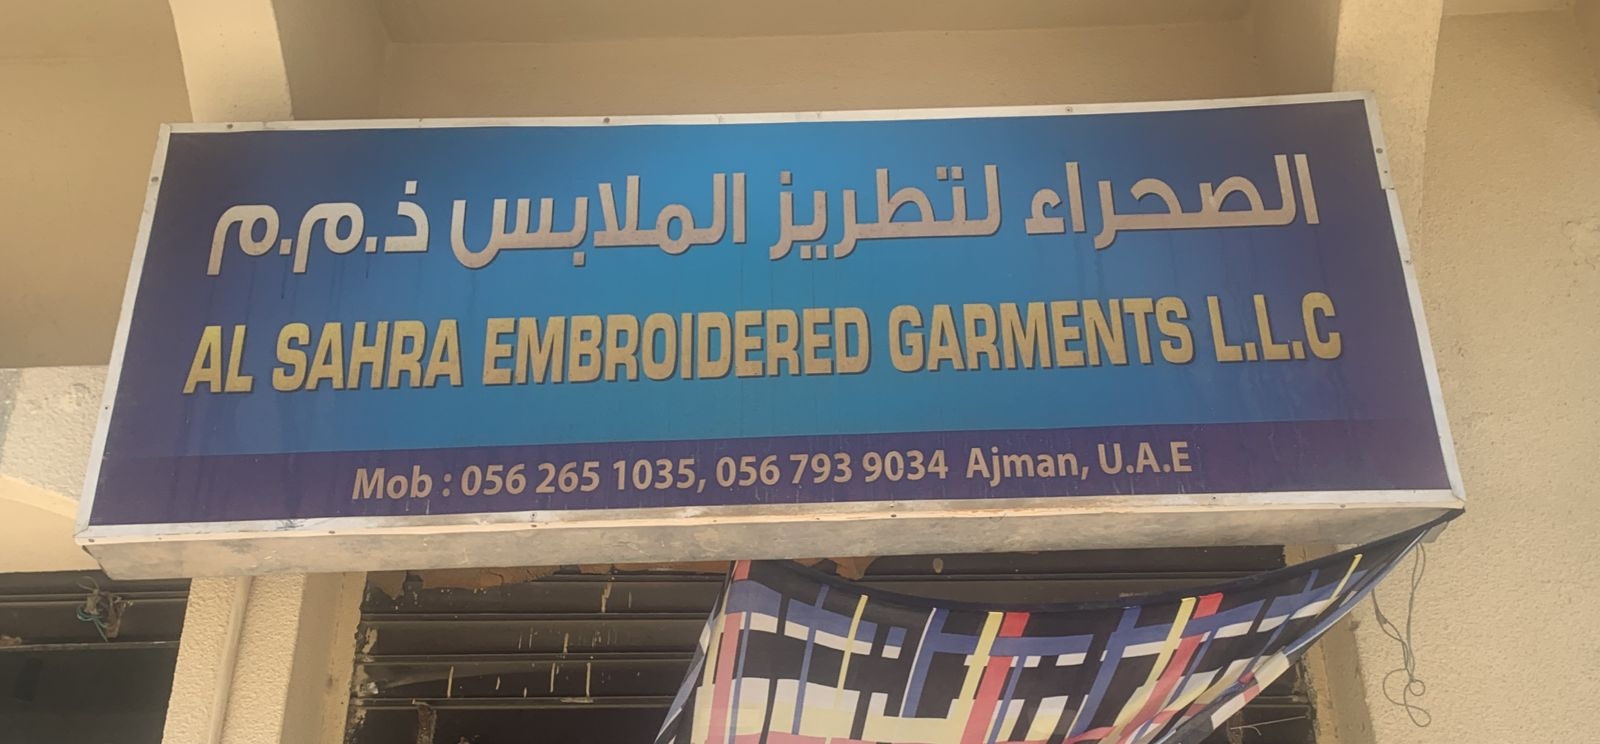 الصحراء لتطريز الملابس ذ.م.م
AL SAHRA EMBROIDERED GARMENTS L.L.C
Mob : 056 265 1035, 056 793 9034 Ajman, U.A.E